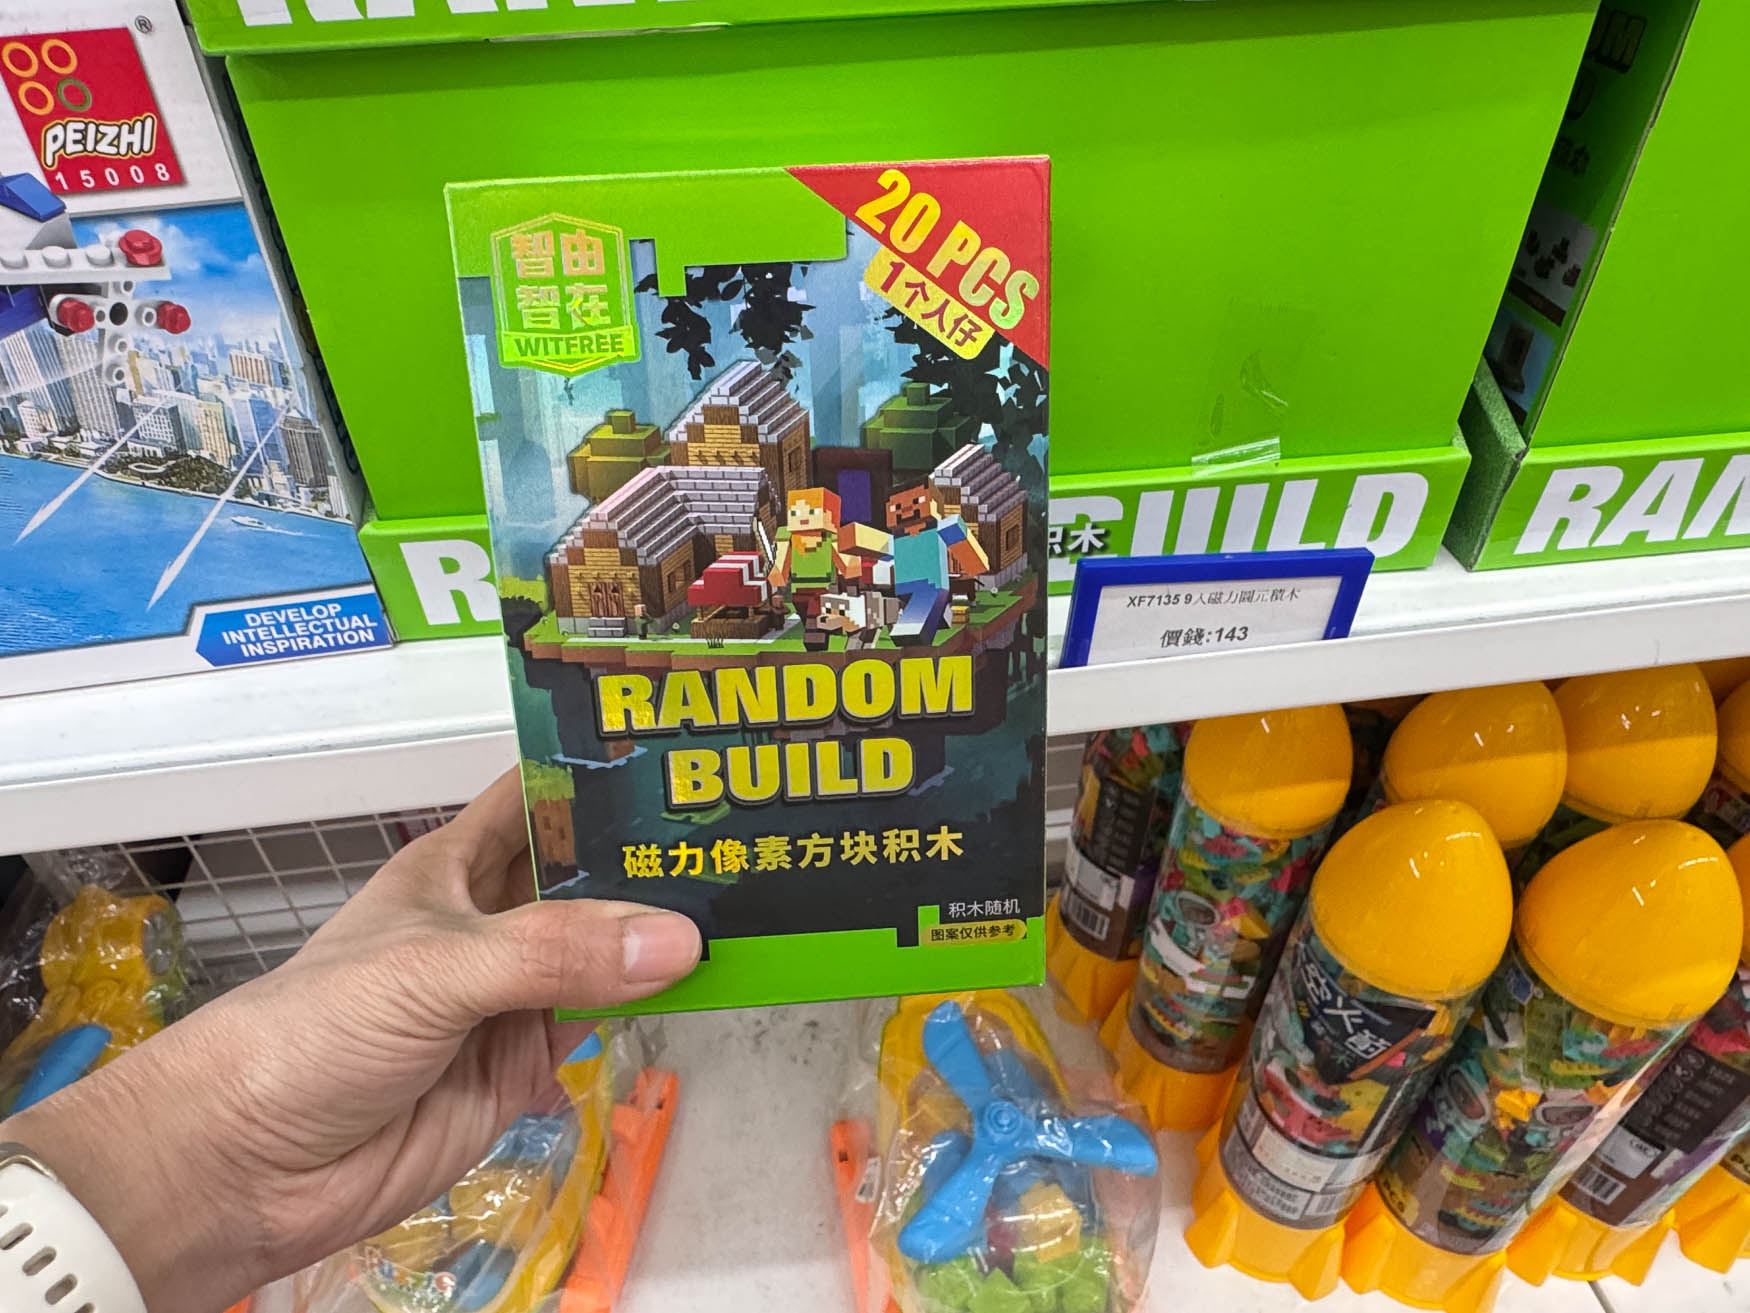 PEIZHI
15008
DEVELOP
INTELLECTUAL
INSPIRATION
智由
智在
WITFREE
20 PCS
1个人仔
RANDOM
BUILD
磁力像素方块积木
积木随机
图案仅供参考
积木
BUILD
XF7135 9入磁力圖元積木
價錢:143